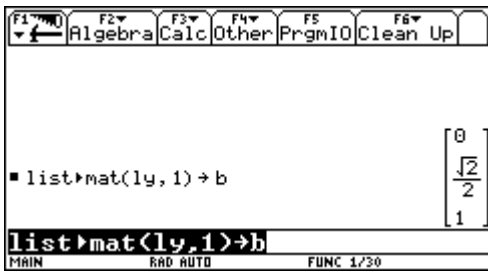 F1 F2 F3 F4 F5 F6
Algebra Calc Other PrgmIO Clean Up
0
■ list▸mat(ly, 1) → b √2/2
1
list▸mat(ly,1)→b
MAIN RAD AUTO FUNC 1/30